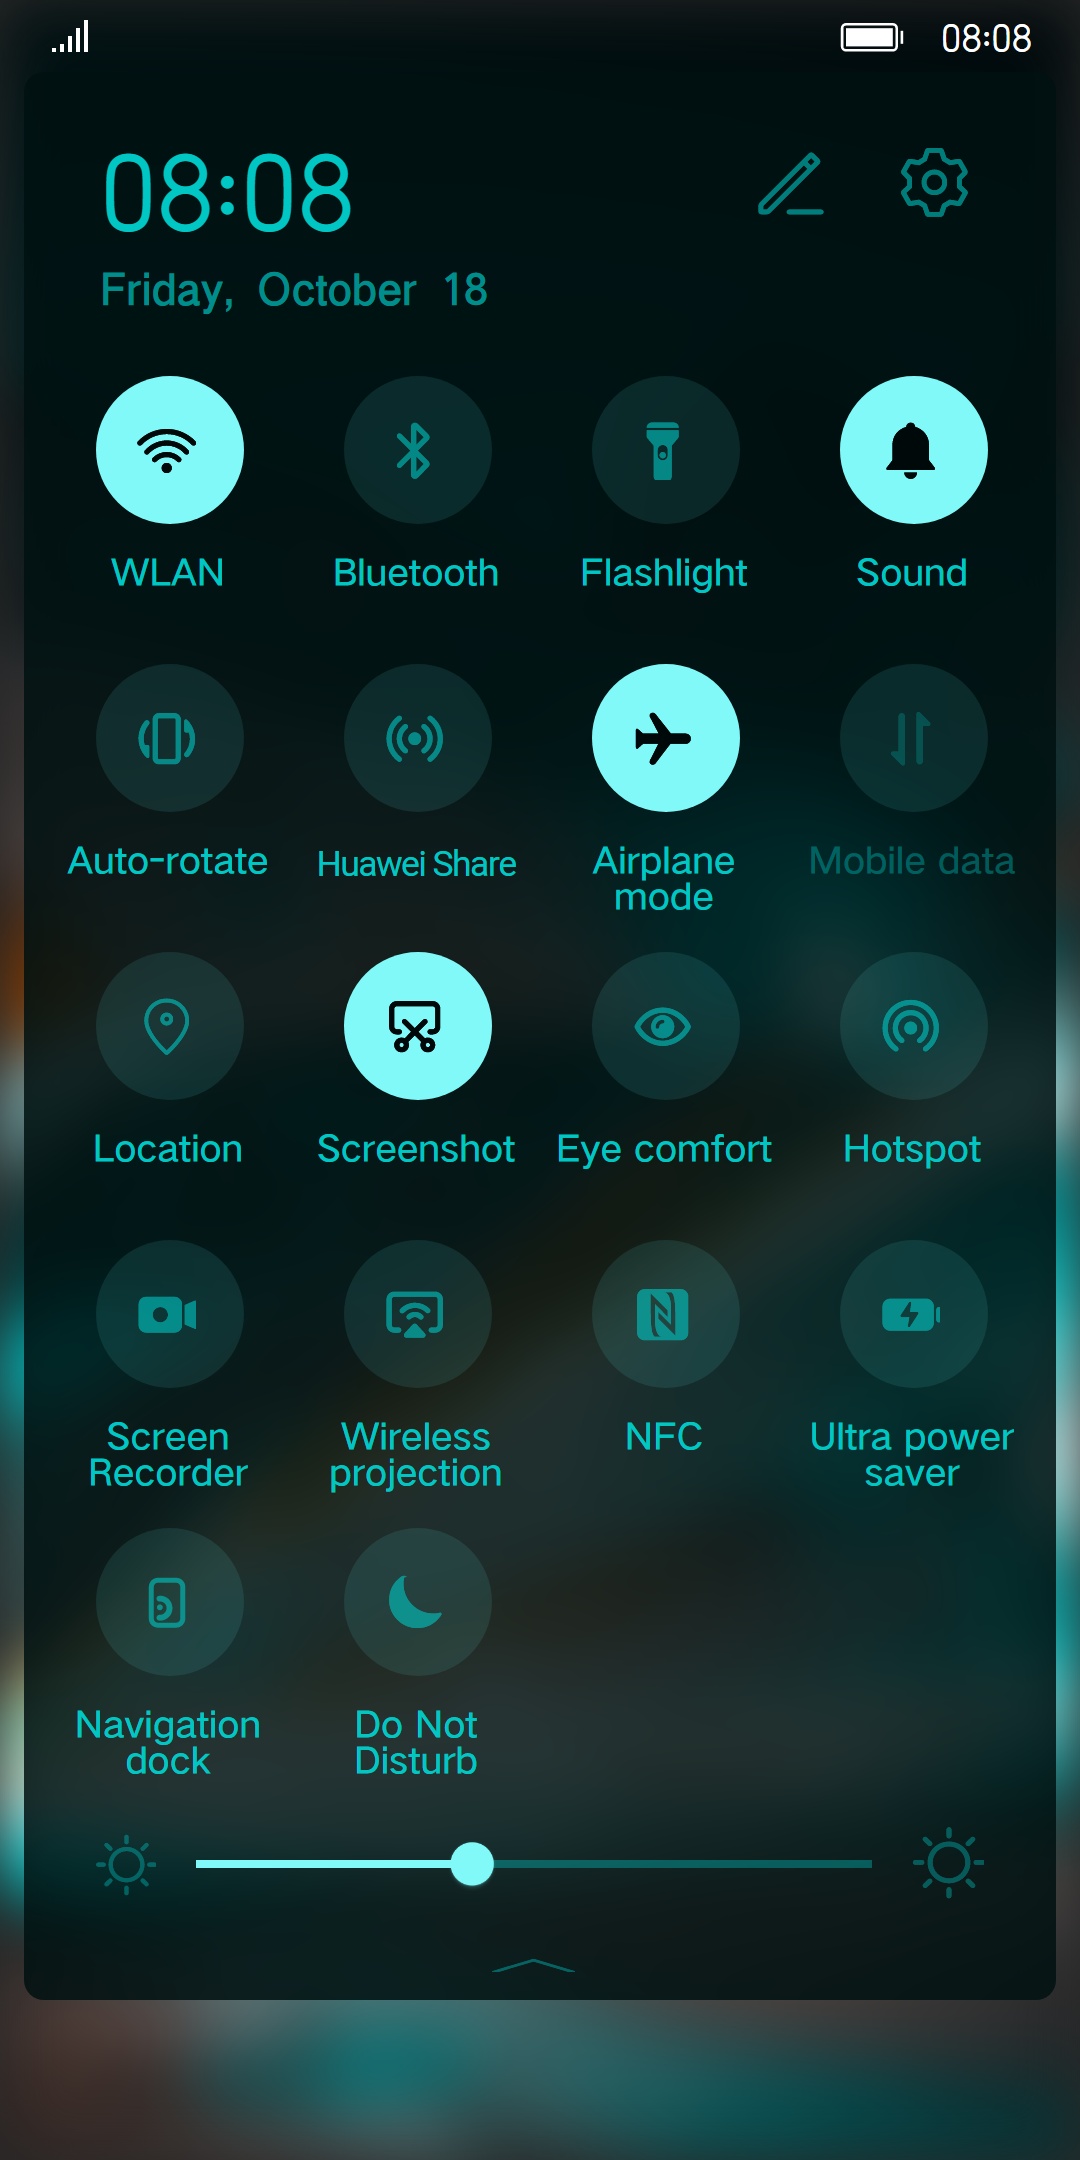 08:08
08:08
Friday, October 18
WLAN Bluetooth Flashlight Sound
Auto-rotate Huawei Share Airplane mode Mobile data
Location Screenshot Eye comfort Hotspot
Screen Recorder Wireless projection NFC Ultra power saver
Navigation dock Do Not Disturb